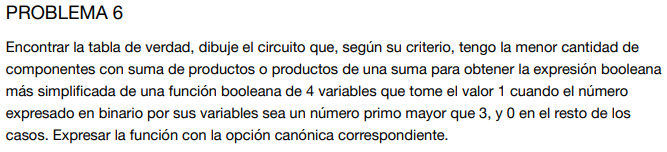 PROBLEMA 6
Encontrar la tabla de verdad, dibuje el circuito que, según su criterio, tengo la menor cantidad de
componentes con suma de productos o productos de una suma para obtener la expresión booleana
más simplificada de una función booleana de 4 variables que tome el valor 1 cuando el número
expresado en binario por sus variables sea un número primo mayor que 3, y 0 en el resto de los
casos. Expresar la función con la opción canónica correspondiente.